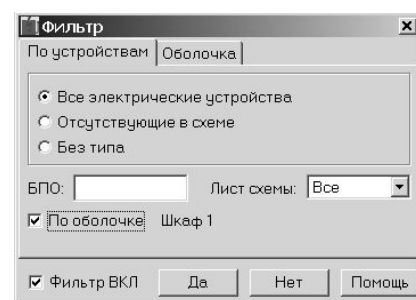 Фильтр
По устройствам Оболочка
Все электрические устройства
Отсутствующие в схеме
Без типа
БПО: Лист схемы: Все
По оболочке Шкаф 1
Фильтр ВКЛ Да Нет Помощь